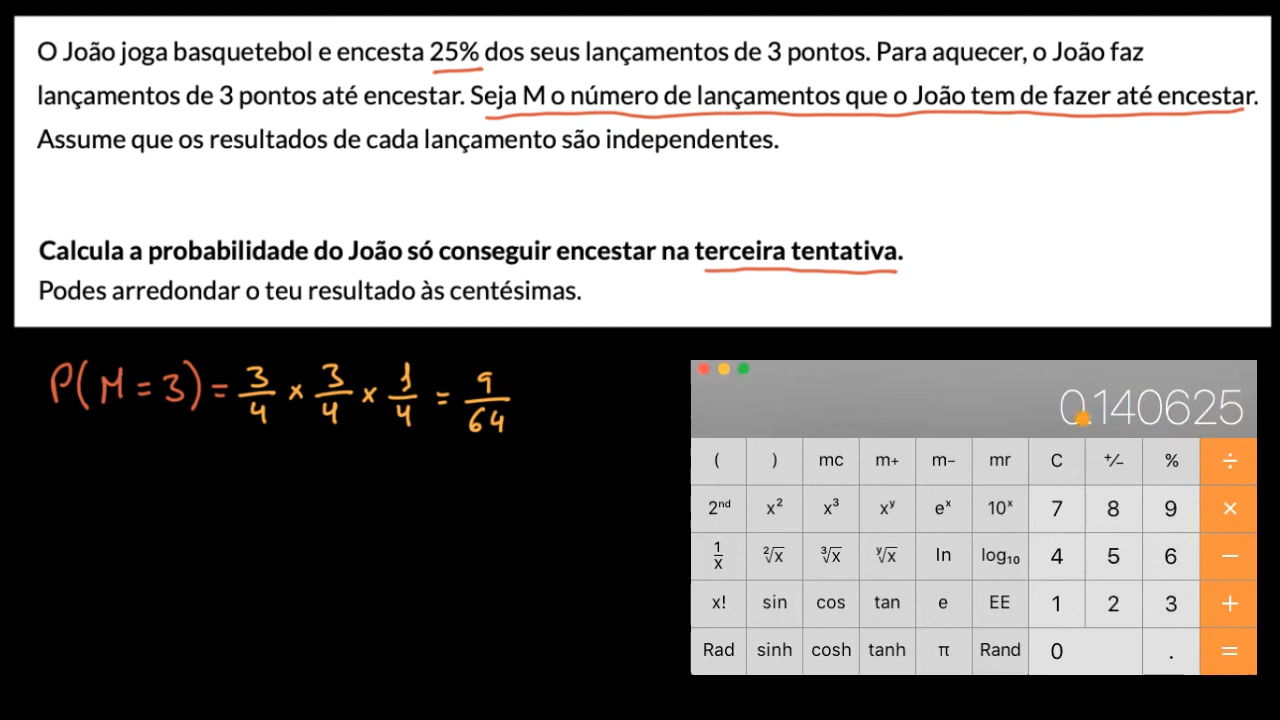 O João joga basquetebol e encesta 25% dos seus lançamentos de 3 pontos. Para aquecer, o João faz
lançamentos de 3 pontos até encestar. Seja M o número de lançamentos que o João tem de fazer até encestar.
Assume que os resultados de cada lançamento são independentes.
Calcula a probabilidade do João só conseguir encestar na terceira tentativa.
Podes arredondar o teu resultado às centésimas.
P(M=3) = 3/4 × 3/4 × 1/4 = 9/64
0.140625
( ) mc m+ m− mr C +/− % ÷
2nd x² x³ xʸ eˣ 10ˣ 7 8 9 ×
1/x ²√x ³√x ʸ√x ln log₁₀ 4 5 6 −
x! sin cos tan e EE 1 2 3 +
Rad sinh cosh tanh π Rand 0 . =